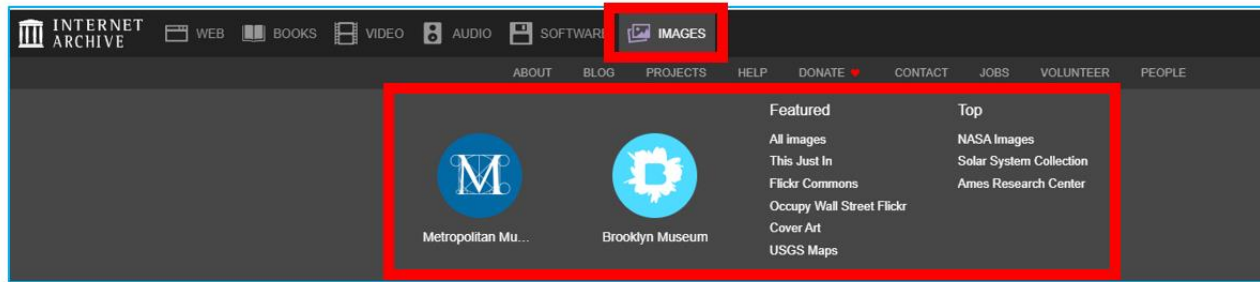 INTERNET ARCHIVE
WEB BOOKS VIDEO AUDIO SOFTWARE IMAGES
ABOUT BLOG PROJECTS HELP DONATE CONTACT JOBS VOLUNTEER PEOPLE
M
Metropolitan Mu...
B
Brooklyn Museum
Featured
All images
This Just In
Flickr Commons
Occupy Wall Street Flickr
Cover Art
USGS Maps
Top
NASA Images
Solar System Collection
Ames Research Center